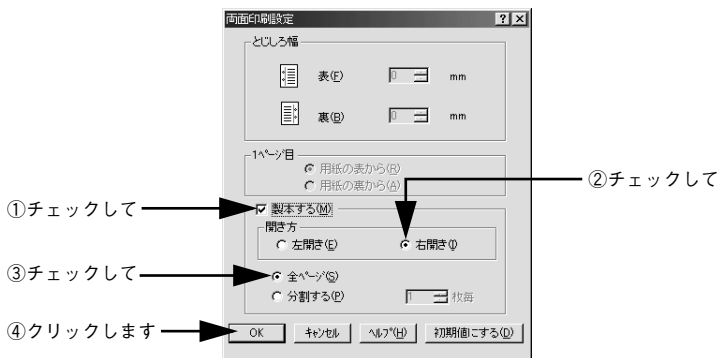 両面印刷設定
とじしろ幅
表(F) 0 mm
裏(B) 0 mm
1ページ目
用紙の表から(R)
用紙の裏から(A)
②チェックして
①チェックして
製本する(M)
開き方
左開き(E) 右開き(I)
③チェックして
全ページ(S)
分割する(P) 1 枚毎
④クリックします
OK キャンセル ヘルプ(H) 初期値にする(D)